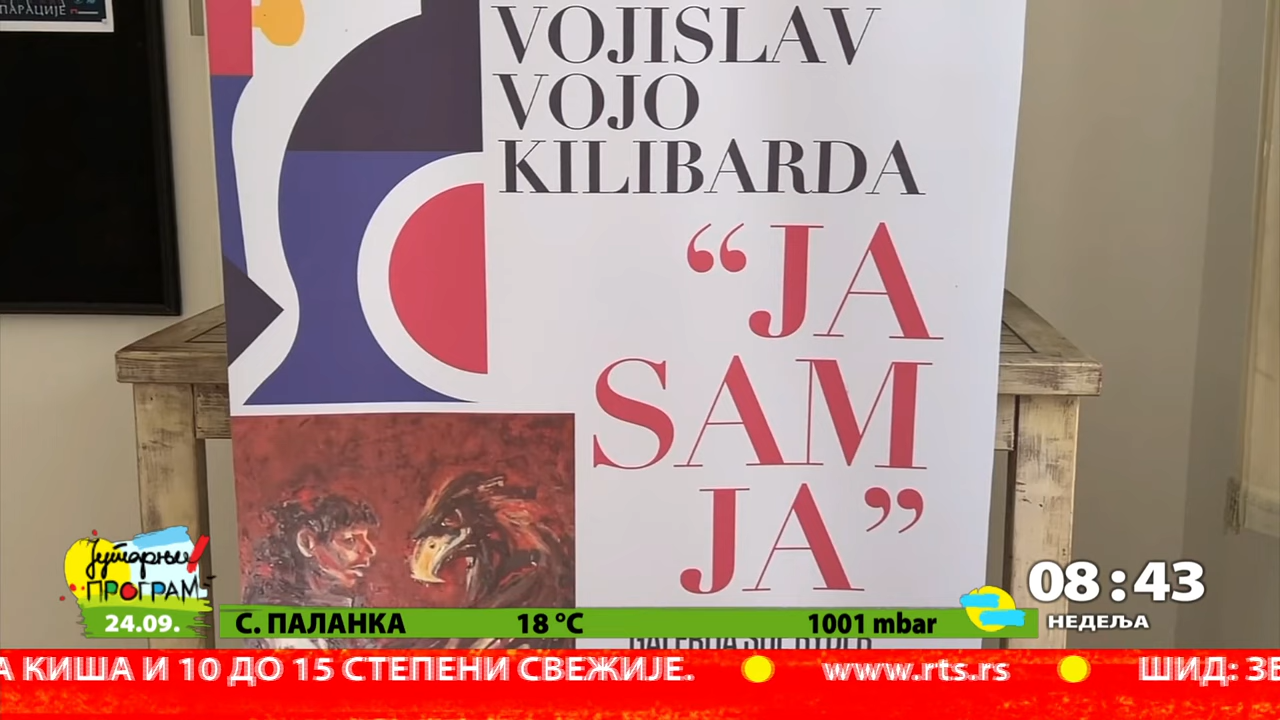 ПАРАЦИЈЕ
VOJISLAV
VOJO
KILIBARDA
“JA
SAM
JA”
Јутарњи
ПРОГРАМ
24.09.
С. ПАЛАНКА 18 °C 1001 mbar
08:43
НЕДЕЉА
А КИША И 10 ДО 15 СТЕПЕНИ СВЕЖИЈЕ. www.rts.rs ШИД: ЗЕ